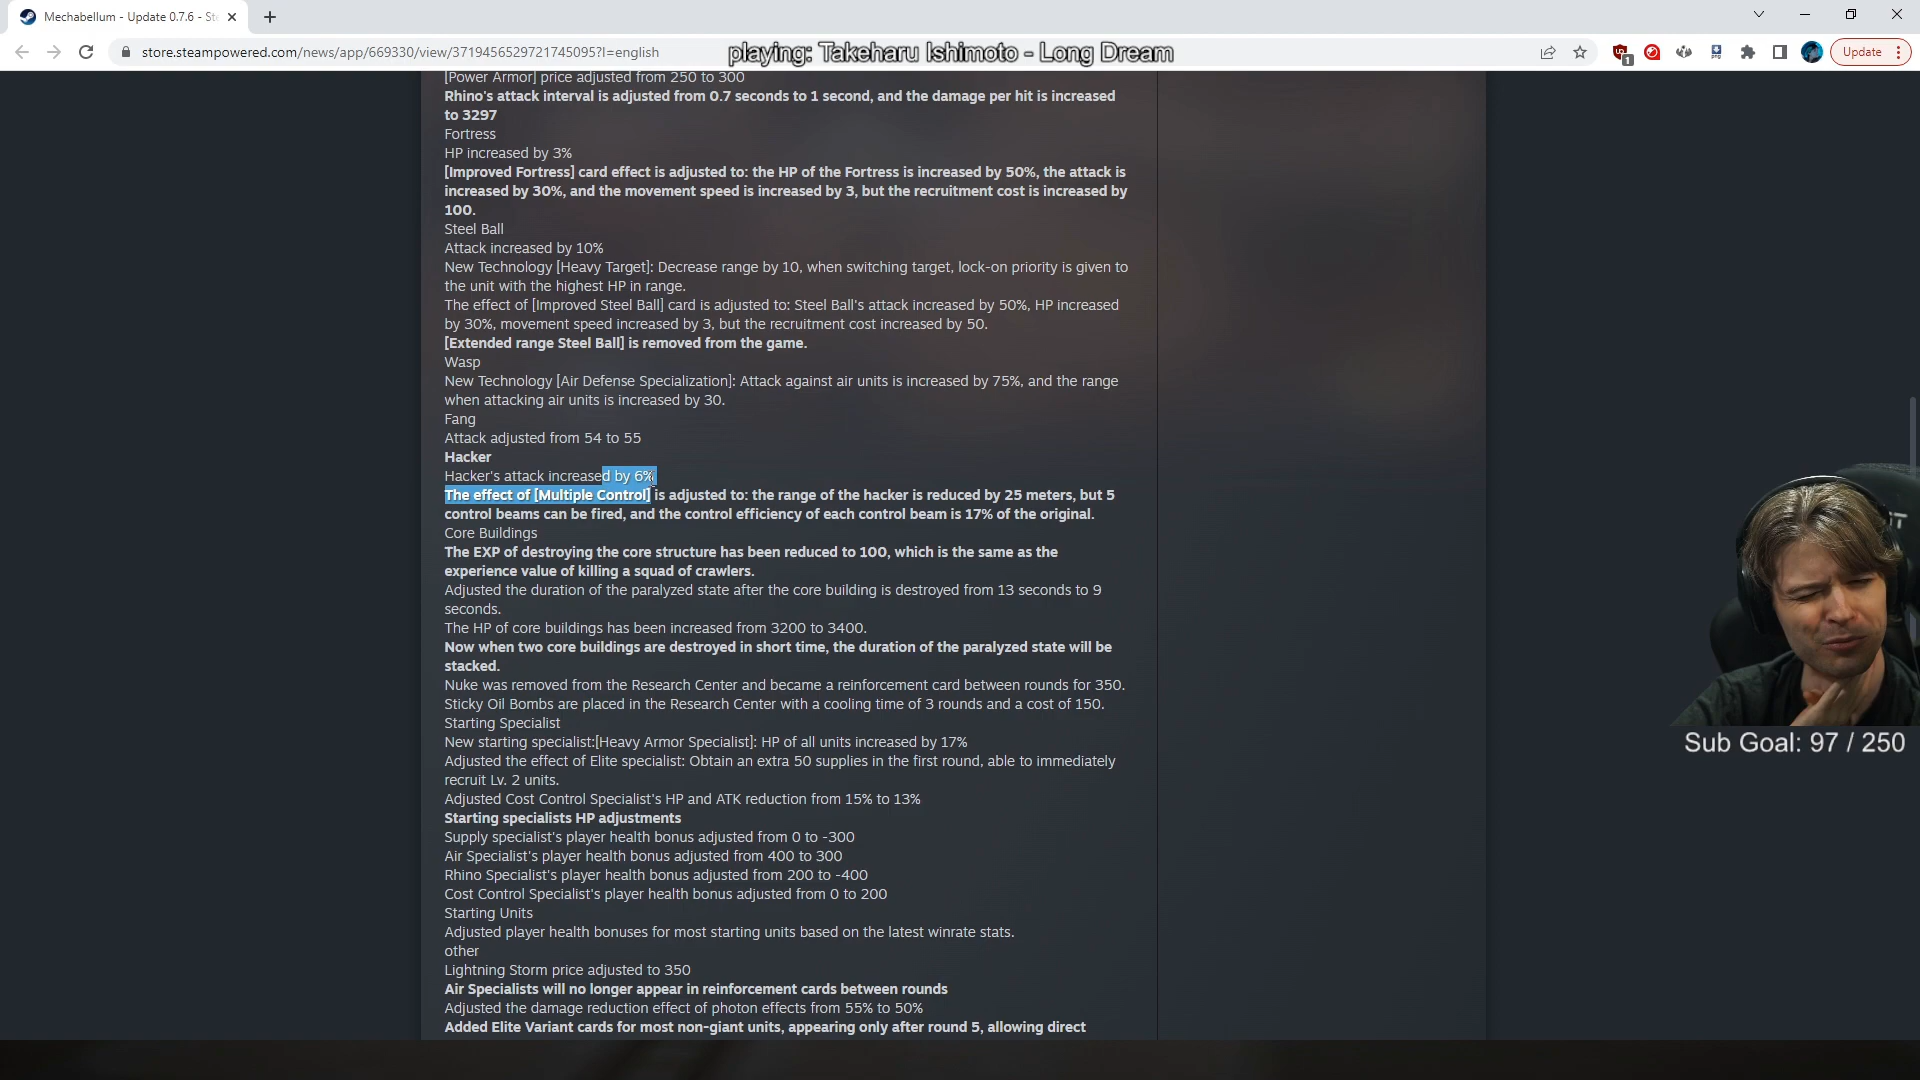 Mechabellum - Update 0.7.6 - St
store.steampowered.com/news/app/669330/view/3719456529721745095?l=english
playing: Takeharu Ishimoto - Long Dream
1
Update
[Power Armor] price adjusted from 250 to 300
Rhino's attack interval is adjusted from 0.7 seconds to 1 second, and the damage per hit is increased
to 3297
Fortress
HP increased by 3%
[Improved Fortress] card effect is adjusted to: the HP of the Fortress is increased by 50%, the attack is
increased by 30%, and the movement speed is increased by 3, but the recruitment cost is increased by
100.
Steel Ball
Attack increased by 10%
New Technology [Heavy Target]: Decrease range by 10, when switching target, lock-on priority is given to
the unit with the highest HP in range.
The effect of [Improved Steel Ball] card is adjusted to: Steel Ball's attack increased by 50%, HP increased
by 30%, movement speed increased by 3, but the recruitment cost increased by 50.
[Extended range Steel Ball] is removed from the game.
Wasp
New Technology [Air Defense Specialization]: Attack against air units is increased by 75%, and the range
when attacking air units is increased by 30.
Fang
Attack adjusted from 54 to 55
Hacker
Hacker's attack increased by 6%
The effect of [Multiple Control] is adjusted to: the range of the hacker is reduced by 25 meters, but 5
control beams can be fired, and the control efficiency of each control beam is 17% of the original.
Core Buildings
The EXP of destroying the core structure has been reduced to 100, which is the same as the
experience value of killing a squad of crawlers.
Adjusted the duration of the paralyzed state after the core building is destroyed from 13 seconds to 9
seconds.
The HP of core buildings has been increased from 3200 to 3400.
Now when two core buildings are destroyed in short time, the duration of the paralyzed state will be
stacked.
Nuke was removed from the Research Center and became a reinforcement card between rounds for 350.
Sticky Oil Bombs are placed in the Research Center with a cooling time of 3 rounds and a cost of 150.
Starting Specialist
New starting specialist:[Heavy Armor Specialist]: HP of all units increased by 17%
Adjusted the effect of Elite specialist: Obtain an extra 50 supplies in the first round, able to immediately
recruit Lv. 2 units.
Adjusted Cost Control Specialist's HP and ATK reduction from 15% to 13%
Starting specialists HP adjustments
Supply specialist's player health bonus adjusted from 0 to -300
Air Specialist's player health bonus adjusted from 400 to 300
Rhino Specialist's player health bonus adjusted from 200 to -400
Cost Control Specialist's player health bonus adjusted from 0 to 200
Starting Units
Adjusted player health bonuses for most starting units based on the latest winrate stats.
other
Lightning Storm price adjusted to 350
Air Specialists will no longer appear in reinforcement cards between rounds
Adjusted the damage reduction effect of photon effects from 55% to 50%
Added Elite Variant cards for most non-giant units, appearing only after round 5, allowing direct
Sub Goal: 97 / 250